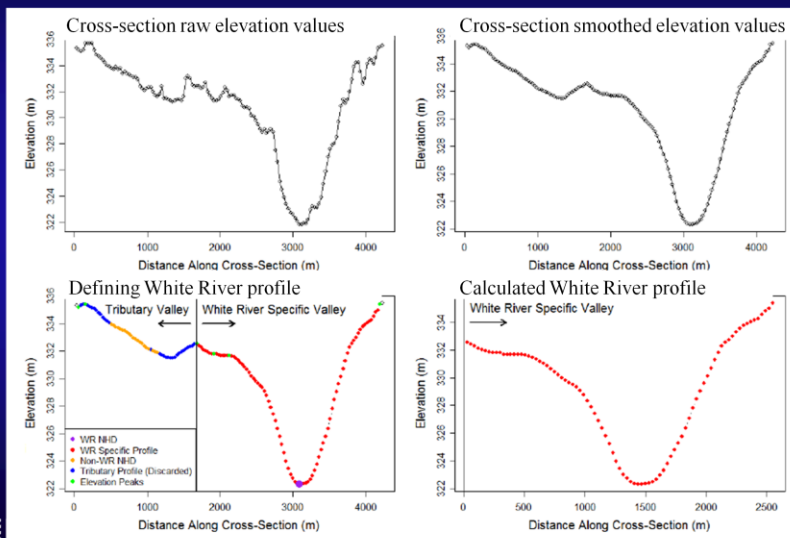 Cross-section raw elevation values
Elevation (m)
322 324 326 328 330 332 334 336
0 1000 2000 3000 4000
Distance Along Cross-Section (m)
Cross-section smoothed elevation values
Elevation (m)
322 324 326 328 330 332 334 336
0 1000 2000 3000 4000
Distance Along Cross-Section (m)
Defining White River profile
Tributary Valley
White River Specific Valley
Elevation (m)
322 324 326 328 330 332 334 336
WR NHD
WR Specific Profile
Non-WR NHD
Tributary Profile (Discarded)
Elevation Peaks
0 1000 2000 3000 4000
Distance Along Cross-Section (m)
Calculated White River profile
White River Specific Valley
Elevation (m)
322 324 326 328 330 332 334
0 500 1000 1500 2000 2500
Distance Along Cross-Section (m)